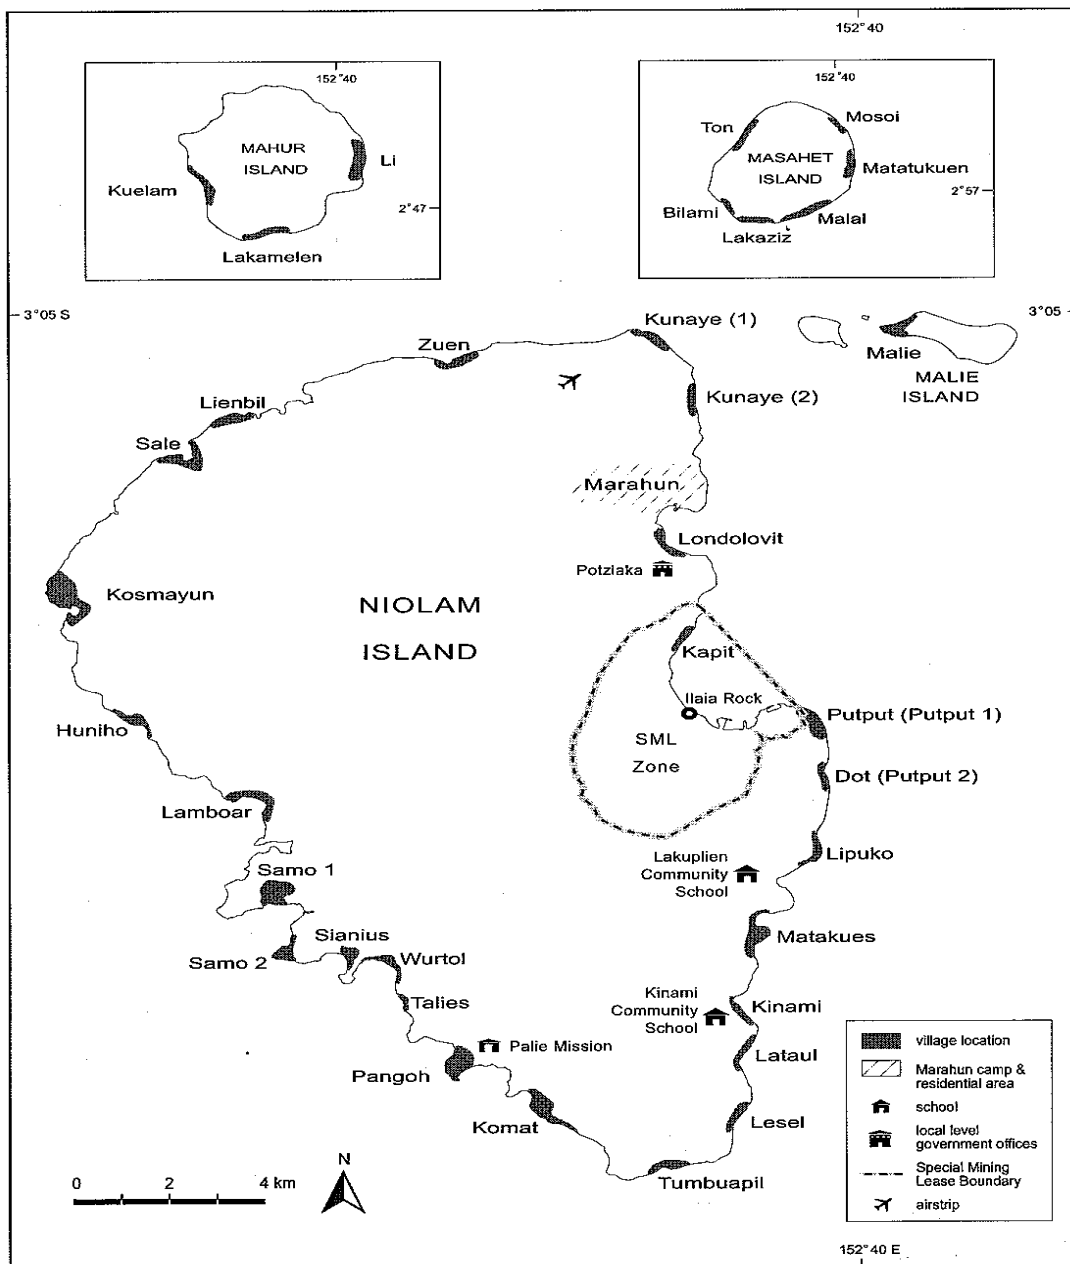 152°40
152°40
MAHUR
ISLAND
Li
Kuelam
2°47
Lakamelen
152°40
Ton
Mosoi
MASAHET
ISLAND
Matatukuen
2°57
Bilami
Malal
Lakaziz
3°05 S
3°05
Kunaye (1)
Zuen
Malie
MALIE
ISLAND
Kunaye (2)
Lienbil
Sale
Marahun
Londolovit
Potzlaka
Kosmayun
NIOLAM
ISLAND
Kapit
Ilaia Rock
Putput (Putput 1)
Huniho
SML
Zone
Dot (Putput 2)
Lamboar
Lipuko
Lakuplien
Community
School
Samo 1
Matakues
Sianius
Samo 2
Wurtol
Talies
Kinami
Community
School
Kinami
Palie Mission
Pangoh
Lataul
Komat
Lesel
Tumbuapil
N
0 2 4 km
village location
Marahun camp &
residential area
school
local level
government offices
Special Mining
Lease Boundary
airstrip
152°40 E